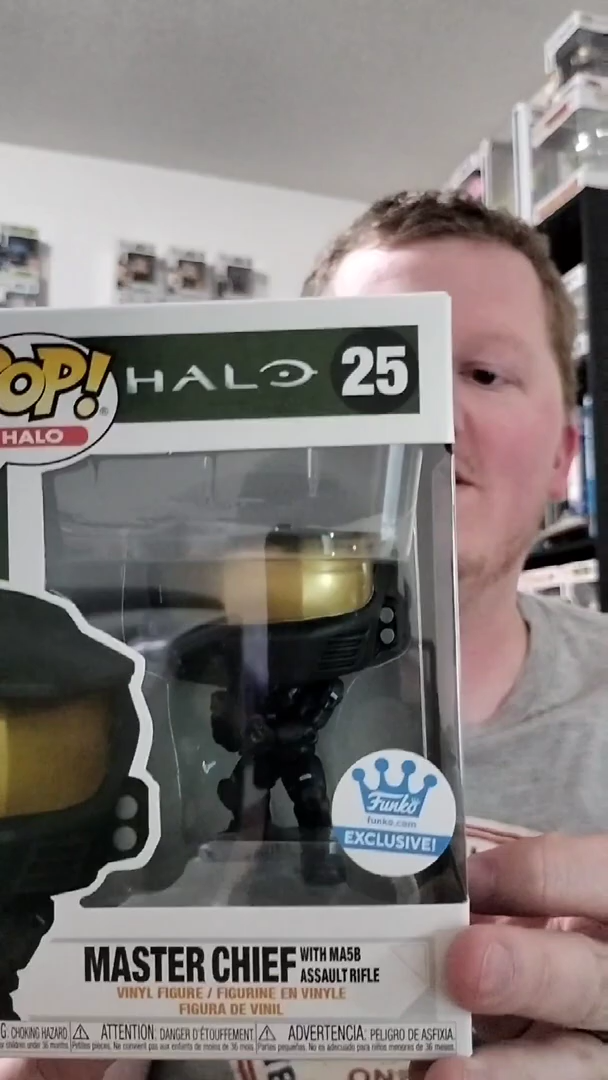 POP!
HALO
HALO 25
Funko
funko.com
EXCLUSIVE!
MASTER CHIEF WITH MA5B
ASSAULT RIFLE
VINYL FIGURE / FIGURINE EN VINYLE
FIGURA DE VINIL
G: CHOKING HAZARD ATTENTION: DANGER D'ÉTOUFFEMENT ADVERTENCIA: PELIGRO DE ASFIXIA